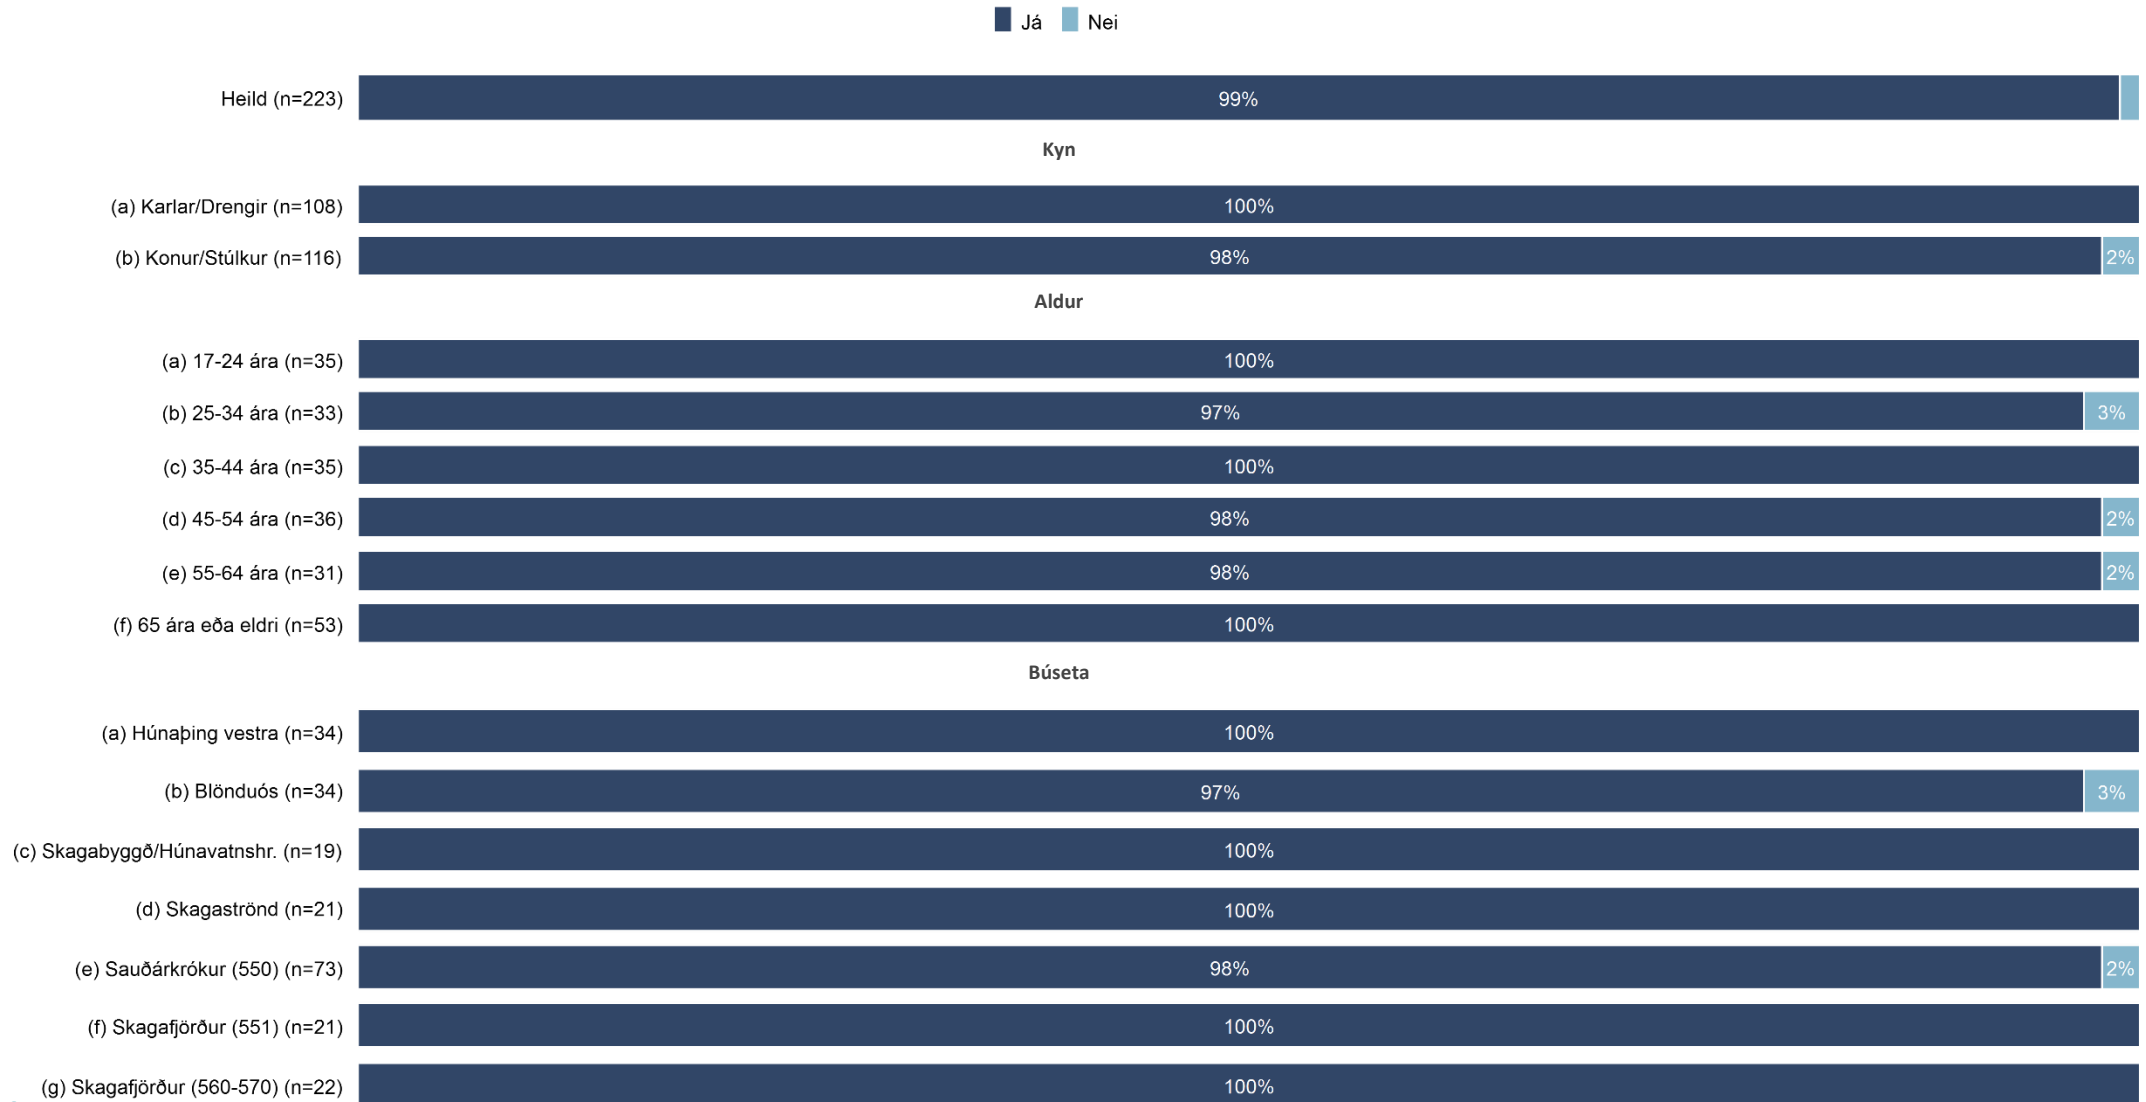 Já Nei
Heild (n=223) 99%
Kyn
(a) Karlar/Drengir (n=108) 100%
(b) Konur/Stúlkur (n=116) 98% 2%
Aldur
(a) 17-24 ára (n=35) 100%
(b) 25-34 ára (n=33) 97% 3%
(c) 35-44 ára (n=35) 100%
(d) 45-54 ára (n=36) 98% 2%
(e) 55-64 ára (n=31) 98% 2%
(f) 65 ára eða eldri (n=53) 100%
Búseta
(a) Húnaþing vestra (n=34) 100%
(b) Blönduós (n=34) 97% 3%
(c) Skagabyggð/Húnavatnshr. (n=19) 100%
(d) Skagaströnd (n=21) 100%
(e) Sauðárkrókur (550) (n=73) 98% 2%
(f) Skagafjörður (551) (n=21) 100%
(g) Skagafjörður (560-570) (n=22) 100%